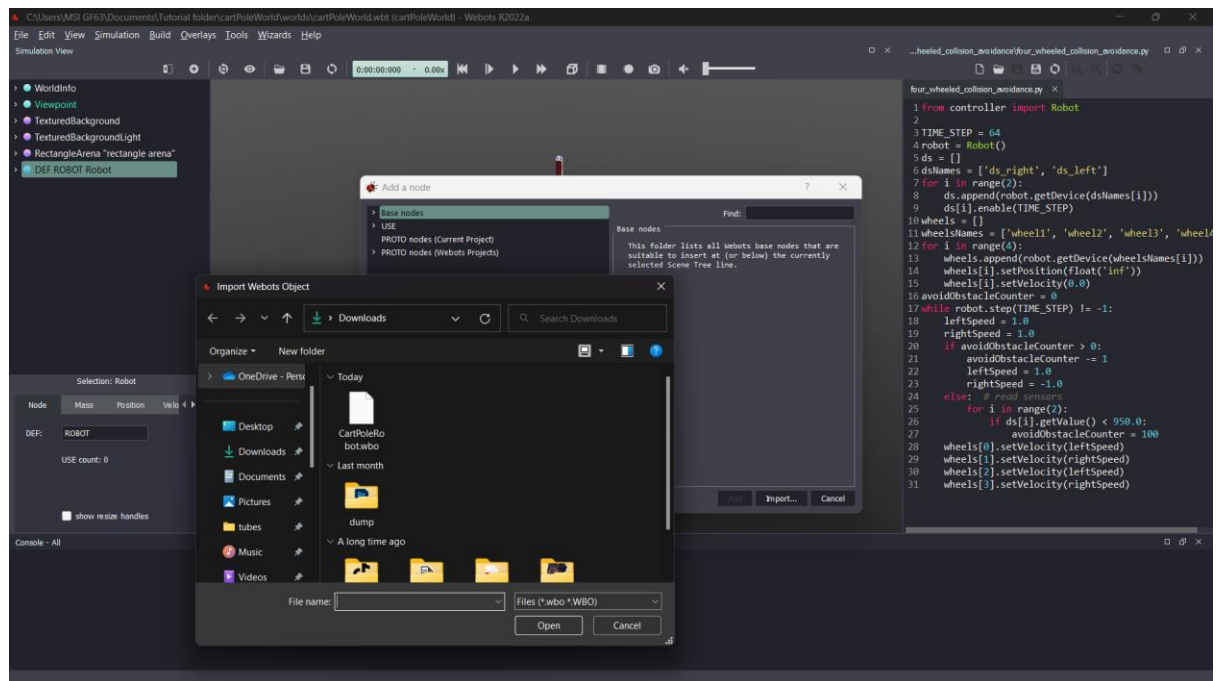 C:\Users\MSI GF63\Documents\Tutorial folder\cartPoleWorld\worlds\cartPoleWorld.wbt (cartPoleWorld) - Webots R2022a
File Edit View Simulation Build Overlays Tools Wizards Help
Simulation View
0:00:00:000 - 0.00x
WorldInfo
Viewpoint
TexturedBackground
TexturedBackgroundLight
RectangleArena "rectangle arena"
DEF ROBOT Robot
Selection: Robot
Node Mass Position Velo
DEF: ROBOT
USE count: 0
show resize handles
Console - All
Add a node
Base nodes
USE
PROTO nodes (Current Project)
PROTO nodes (Webots Projects)
Find:
Base nodes
This folder lists all Webots base nodes that are
suitable to insert at (or below) the currently
selected Scene Tree line.
Add Import... Cancel
Import Webots Object
Downloads
Search Downloads
Organize New folder
OneDrive - Perso
Desktop
Downloads
Documents
Pictures
tubes
Music
Videos
Today
CartPoleRo
bot.wbo
Last month
dump
A long time ago
File name:
Files (*.wbo *.WBO)
Open Cancel
...heeled_collision_avoidance\four_wheeled_collision_avoidance.py
four_wheeled_collision_avoidance.py
1 from controller import Robot
2
3 TIME_STEP = 64
4 robot = Robot()
5 ds = []
6 dsNames = ['ds_right', 'ds_left']
7 for i in range(2):
8 ds.append(robot.getDevice(dsNames[i]))
9 ds[i].enable(TIME_STEP)
10 wheels = []
11 wheelsNames = ['wheel1', 'wheel2', 'wheel3', 'wheel4
12 for i in range(4):
13 wheels.append(robot.getDevice(wheelsNames[i]))
14 wheels[i].setPosition(float('inf'))
15 wheels[i].setVelocity(0.0)
16 avoidObstacleCounter = 0
17 while robot.step(TIME_STEP) != -1:
18 leftSpeed = 1.0
19 rightSpeed = 1.0
20 if avoidObstacleCounter > 0:
21 avoidObstacleCounter -= 1
22 leftSpeed = 1.0
23 rightSpeed = -1.0
24 else: # read sensors
25 for i in range(2):
26 if ds[i].getValue() < 950.0:
27 avoidObstacleCounter = 100
28 wheels[0].setVelocity(leftSpeed)
29 wheels[1].setVelocity(rightSpeed)
30 wheels[2].setVelocity(leftSpeed)
31 wheels[3].setVelocity(rightSpeed)